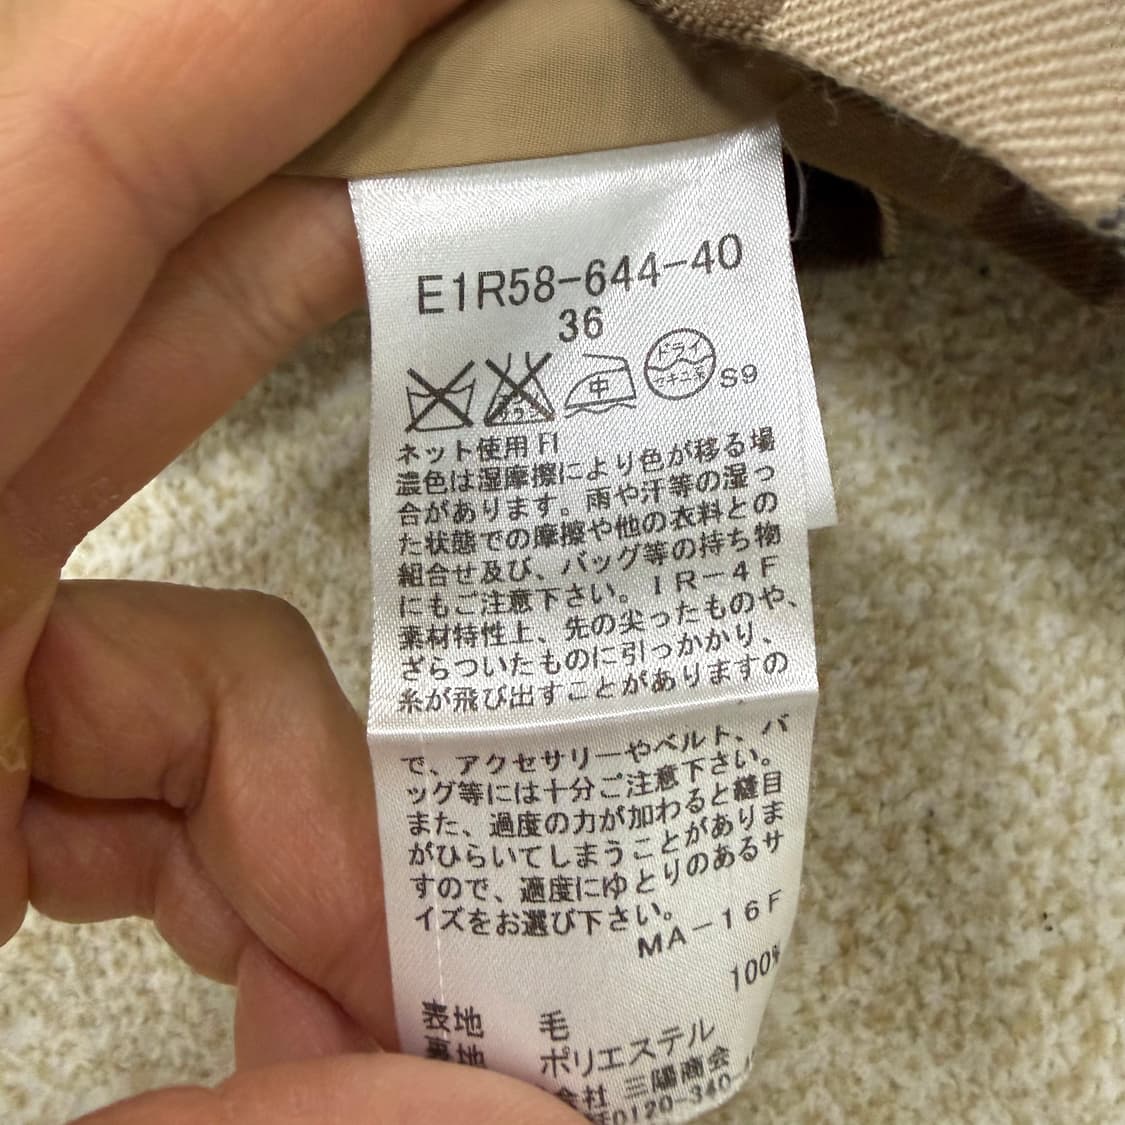 E1R58-644-40
36
中
ドライ
セキユ系
S9
ネット使用 FI
濃色は湿摩擦により色が移る場
合があります。雨や汗等の湿っ
た状態での摩擦や他の衣料との
組合せ及び、バッグ等の持ち物
にもご注意下さい。IR-4F
素材特性上、先の尖ったものや、
ざらついたものに引っかかり、
糸が飛び出すことがありますの
で、アクセサリーやベルト、バ
ッグ等には十分ご注意下さい。
また、過度の力が加わると縫目
がひらいてしまうことがありま
すので、適度にゆとりのあるサ
イズをお選び下さい。
MA-16F
100%
表地 毛
裏地 ポリエステル
会社 三陽商会
0120-340-